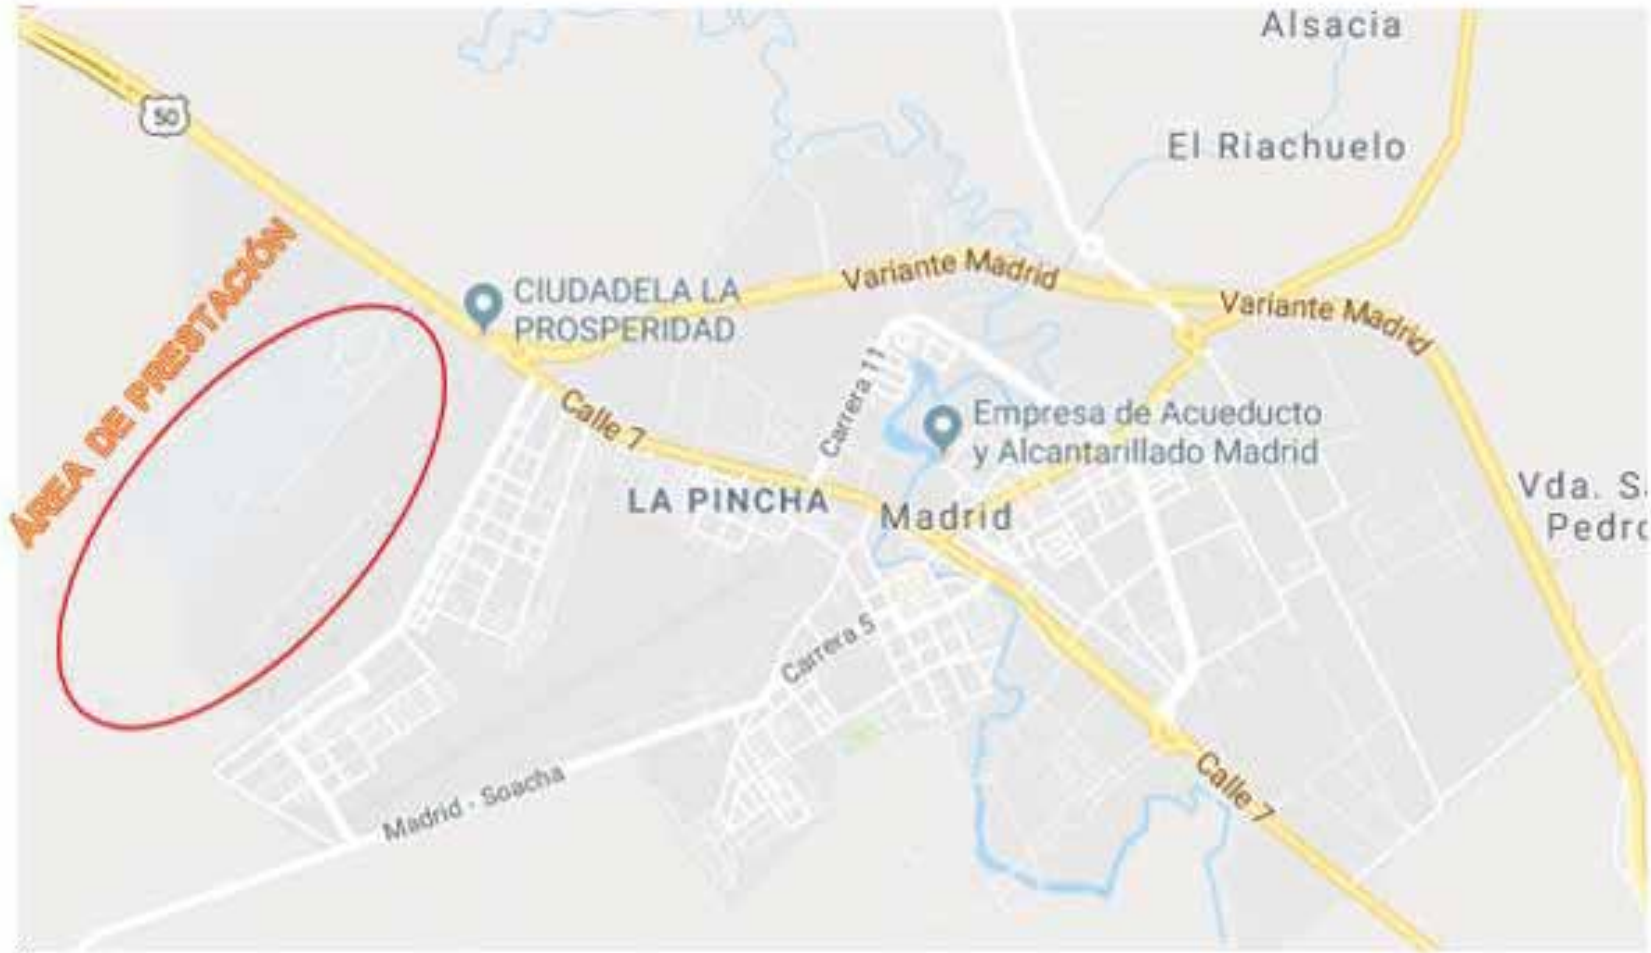 Alsacia
50
El Riachuelo
ÁREA DE PRESTACIÓN
CIUDADELA LA
PROSPERIDAD
Variante Madrid
Variante Madrid
Carrera 11
Calle 7
Empresa de Acueducto
y Alcantarillado Madrid
LA PINCHA
Madrid
Vda. S
Pedro
Carrera 5
Madrid - Soacha
Calle 7